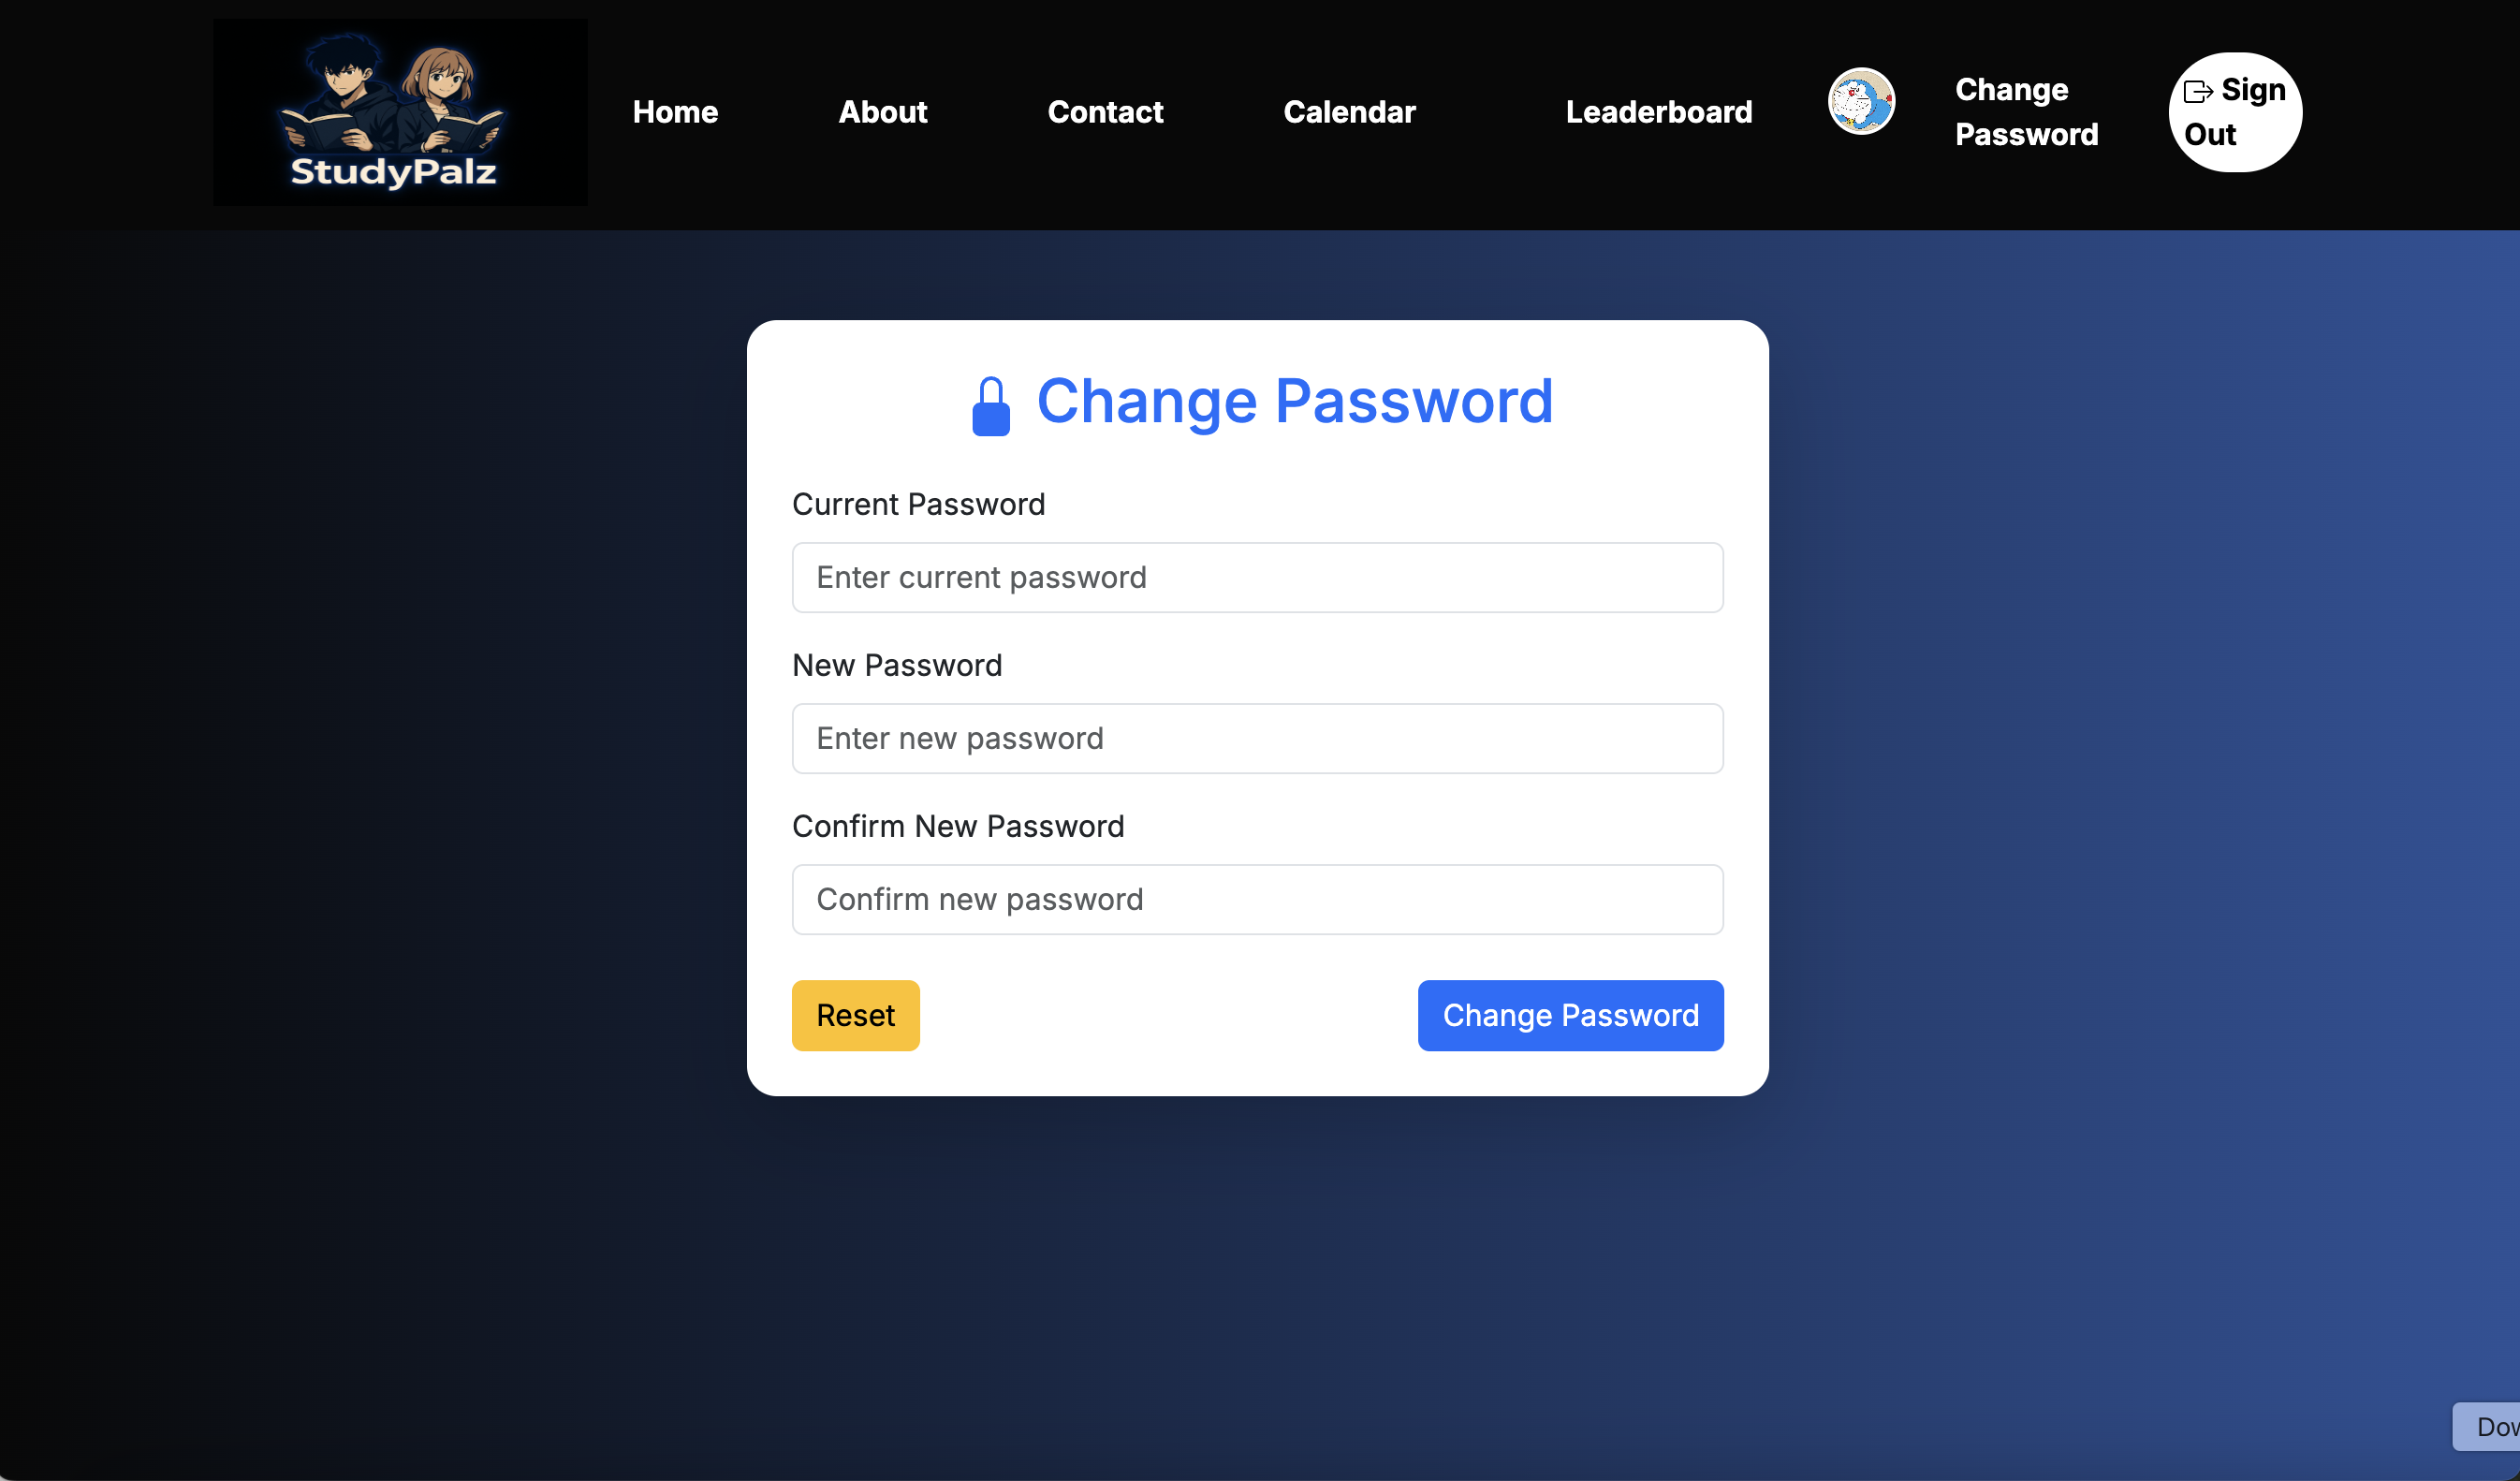 StudyPalz
Home
About
Contact
Calendar
Leaderboard
Change
Password
Sign
Out
Change Password
Current Password
Enter current password
New Password
Enter new password
Confirm New Password
Confirm new password
Reset
Change Password